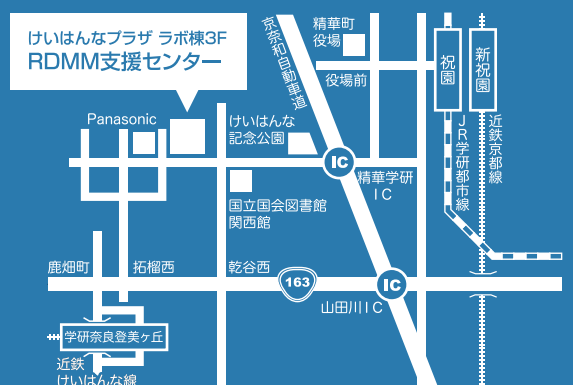 けいはんなプラザ ラボ棟3F
RDMM支援センター
京奈和自動車道
精華町
役場
役場前
祝園
新祝園
Panasonic
けいはんな
記念公園
JR学研都市線
近鉄京都線
IC
精華学研
IC
国立国会図書館
関西館
鹿畑町
拓榴西
乾谷西
163
IC
山田川IC
学研奈良登美ヶ丘
近鉄
けいはんな線